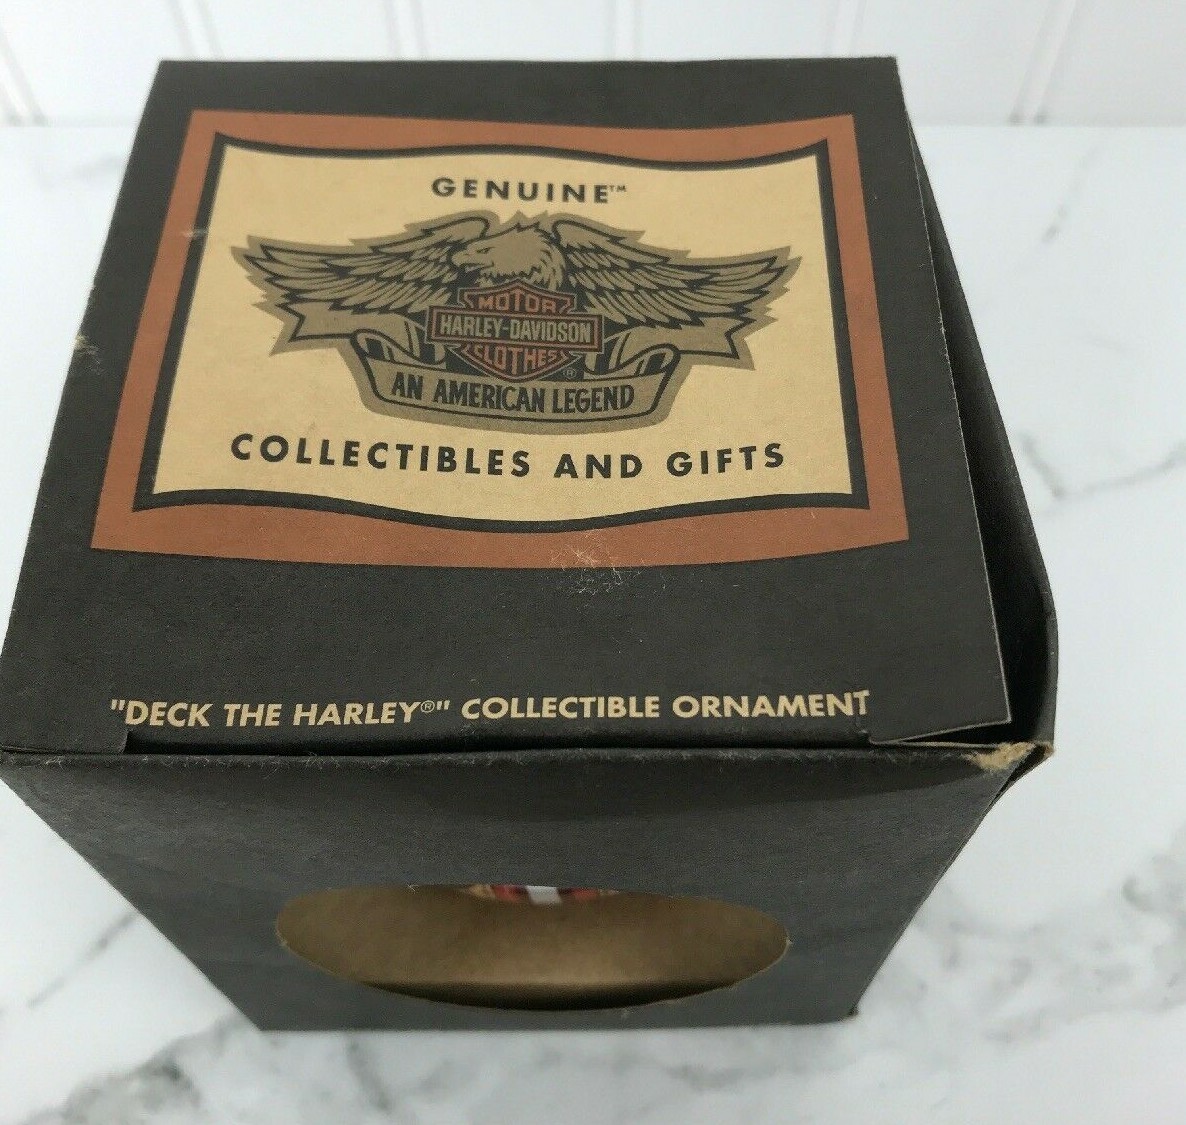 GENUINE™
MOTOR
HARLEY-DAVIDSON
CLOTHES®
AN AMERICAN LEGEND
COLLECTIBLES AND GIFTS
"DECK THE HARLEY®" COLLECTIBLE ORNAMENT